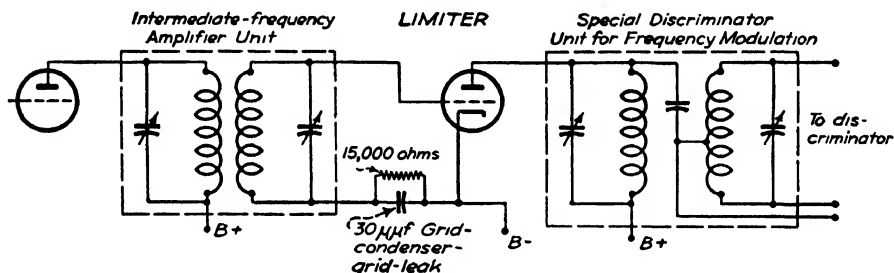 Intermediate-frequency
Amplifier Unit
LIMITER
Special Discriminator
Unit for Frequency Modulation
15,000 ohms
To dis-
criminator
B+
30μμf Grid-
condenser-
grid-leak
B-
B+